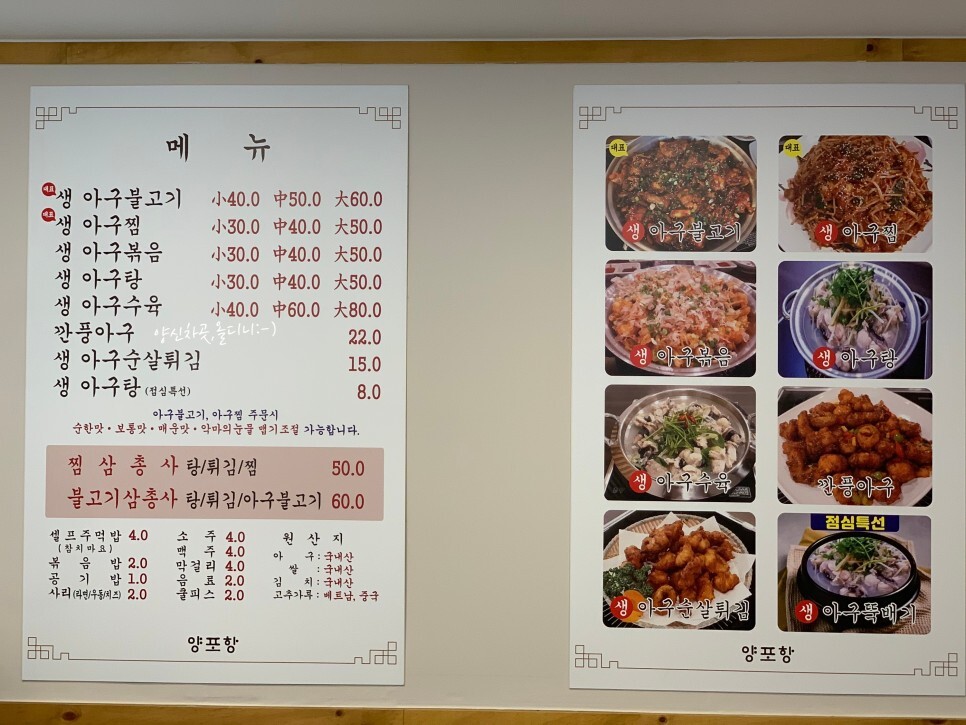 메 뉴
대표 생 아구불고기 小40.0 中50.0 大60.0
대표 생 아구찜 小30.0 中40.0 大50.0
생 아구볶음 小30.0 中40.0 大50.0
생 아구탕 小30.0 中40.0 大50.0
생 아구수육 小40.0 中60.0 大80.0
깐풍아구 22.0
양신하곳,올디니:-)
생 아구순살튀김 15.0
생 아구탕 (점심특선) 8.0
아구불고기, 아구찜 주문시
순한맛 • 보통맛 • 매운맛 • 악마의눈물 맵기조절 가능합니다.
찜 삼 총 사 탕/튀김/찜 50.0
불고기삼총사 탕/튀김/아구불고기 60.0
셀프주먹밥 4.0
(참치마요)
볶 음 밥 2.0
공 기 밥 1.0
사리(라면/우동/치즈) 2.0
소 주 4.0
맥 주 4.0
막걸리 4.0
음 료 2.0
쿨피스 2.0
원 산 지
아 구 : 국내산
쌀 : 국내산
김 치 : 국내산
고추가루 : 베트남, 중국
양포항
대표
생 아구불고기
대표
생 아구찜
생 아구볶음
생 아구탕
생 아구수육
깐풍아구
생 아구순살튀김
점심특선
생 아구뚝배기
양포항